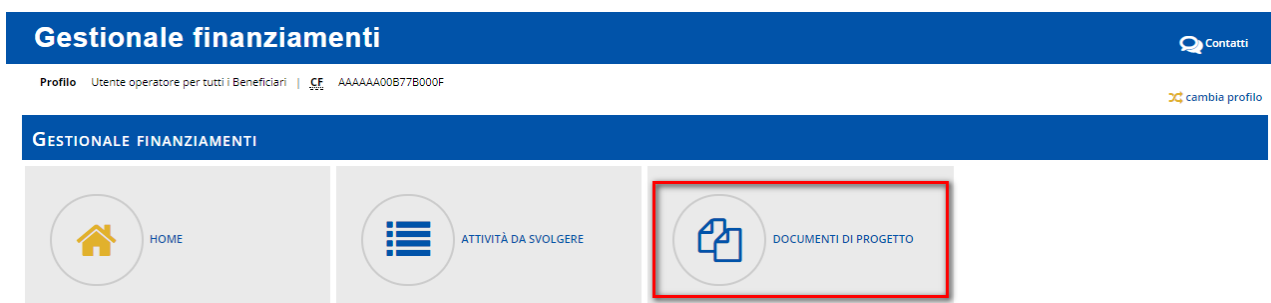 Gestionale finanziamenti
Contatti
Profilo Utente operatore per tutti i Beneficiari | CF AAAAAA00B77B000F
cambia profilo
GESTIONALE FINANZIAMENTI
HOME
ATTIVITÀ DA SVOLGERE
DOCUMENTI DI PROGETTO